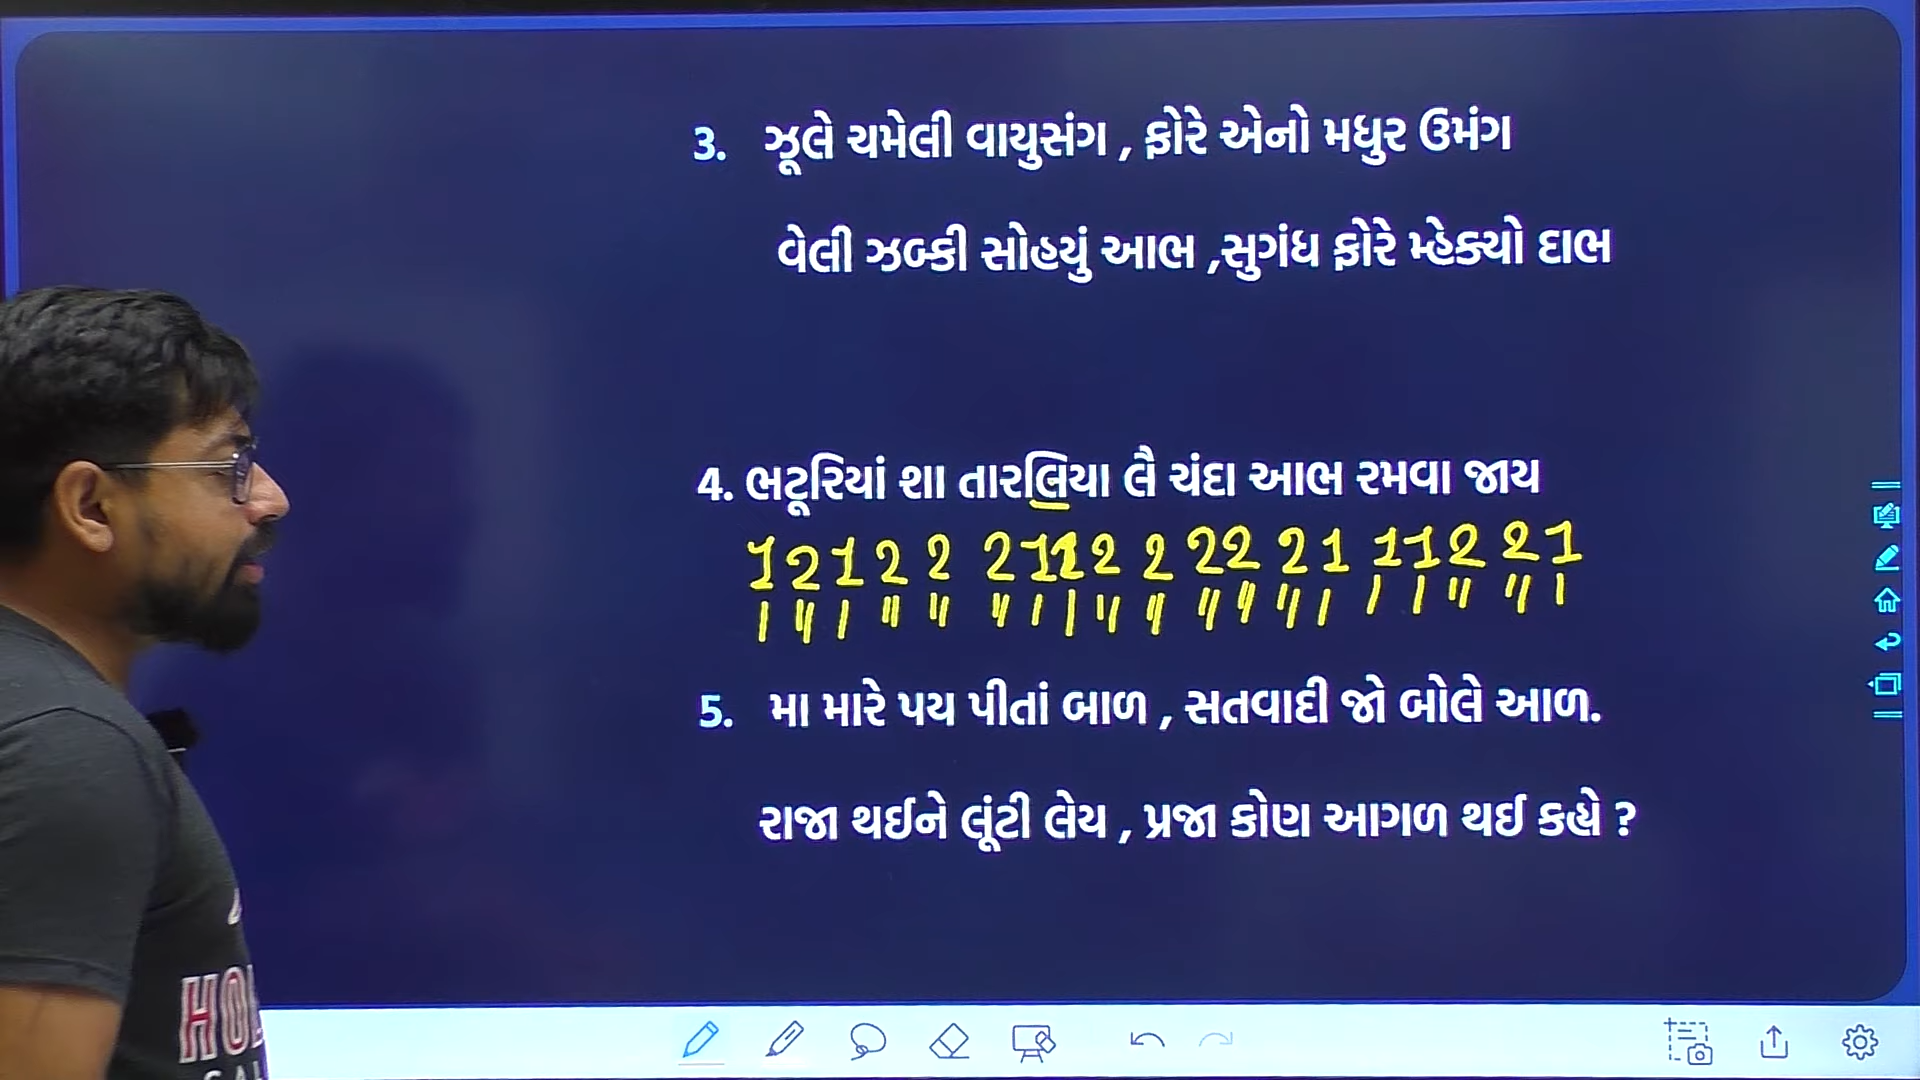 3. ઝૂલે ચમેલી વાયુસંગ , ફોરે એનો મધુર ઉમંગ
વેલી ઝબ્કી સોહયું આભ ,સુગંધ ફોરે મ્હેક્યો દાભ
4. ભટૂરિયાં શા તારલિયા લૈ ચંદા આભ રમવા જાય
1 2 1 2 2 2 1 1 2 2 2 2 2 1 1 1 2 2 1
5. મા મારે પય પીતાં બાળ , સતવાદી જો બોલે આળ.
રાજા થઈને લૂંટી લેય , પ્રજા કોણ આગળ થઈ કહ્યે ?